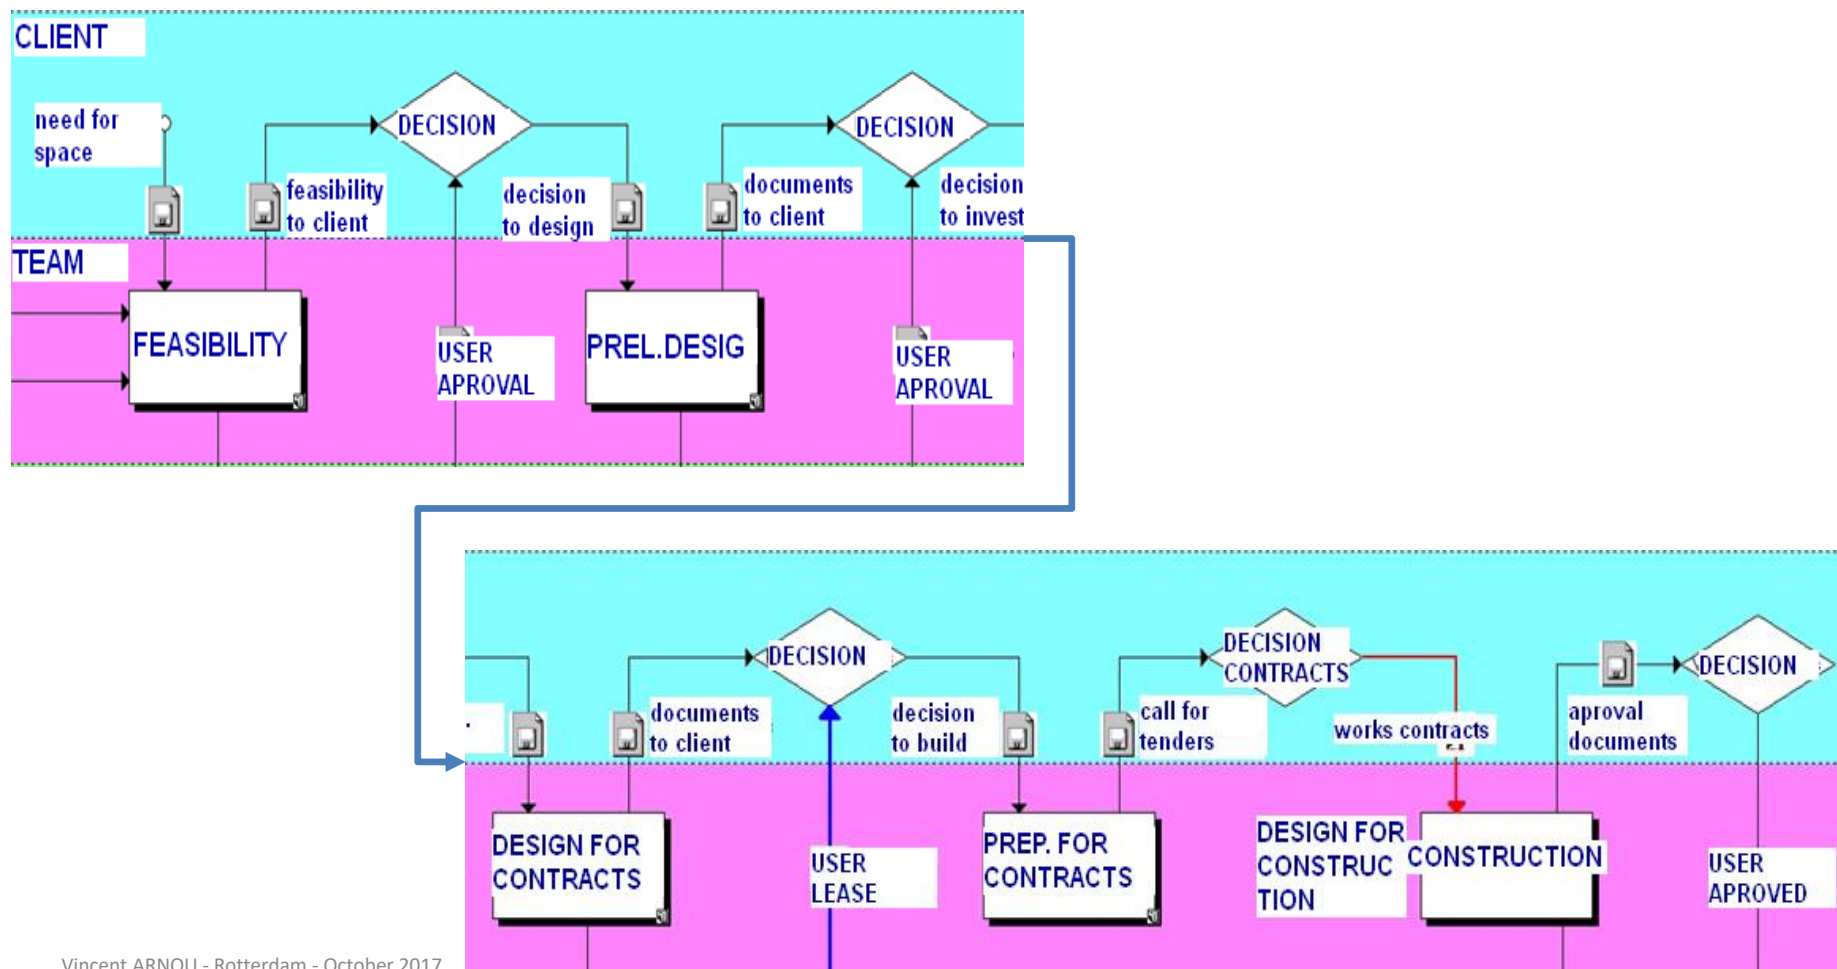 CLIENT
need for
space
DECISION
DECISION
feasibility
to client
decision
to design
documents
to client
decision
to invest
TEAM
FEASIBILITY
USER
APROVAL
PREL.DESIG
USER
APROVAL
DECISION
DECISION
CONTRACTS
DECISION
documents
to client
decision
to build
call for
tenders
works contracts
aproval
documents
DESIGN FOR
CONTRACTS
USER
LEASE
PREP. FOR
CONTRACTS
DESIGN FOR
CONSTRUC
TION
CONSTRUCTION
USER
APROVED
Vincent ARNOU - Rotterdam - October 2017